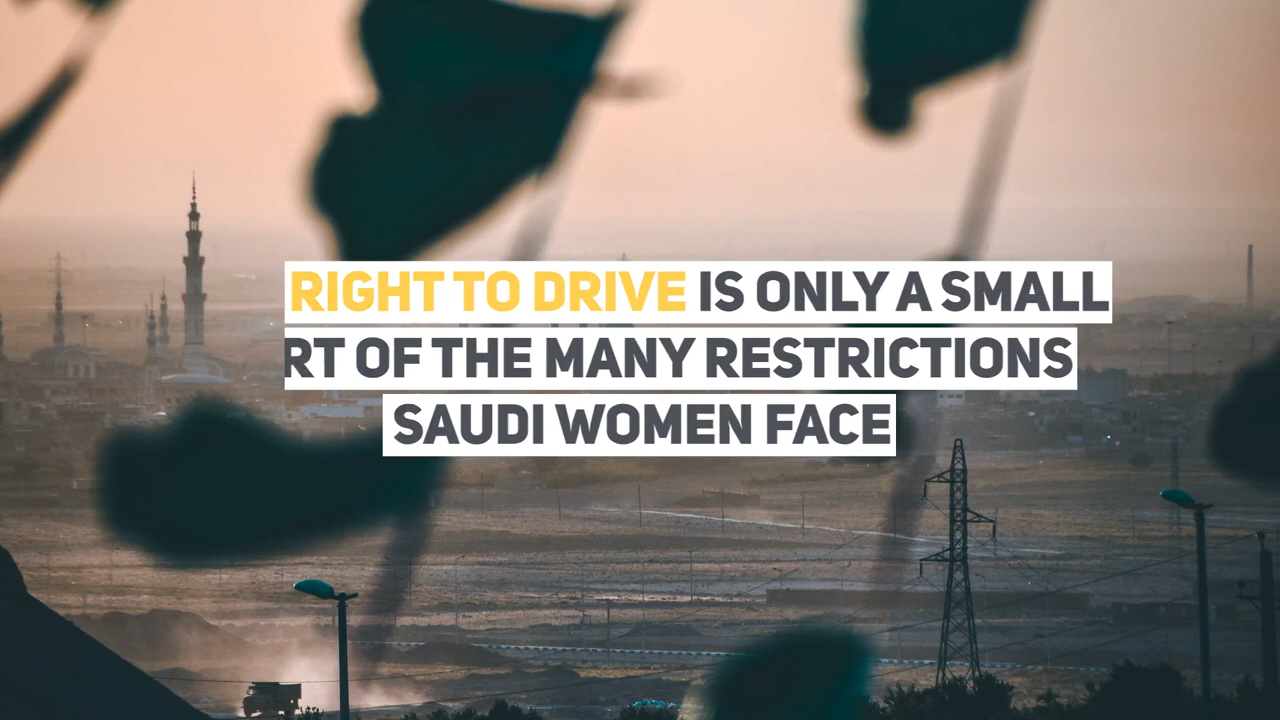 RIGHT TO DRIVE IS ONLY A SMALL
RT OF THE MANY RESTRICTIONS
SAUDI WOMEN FACE